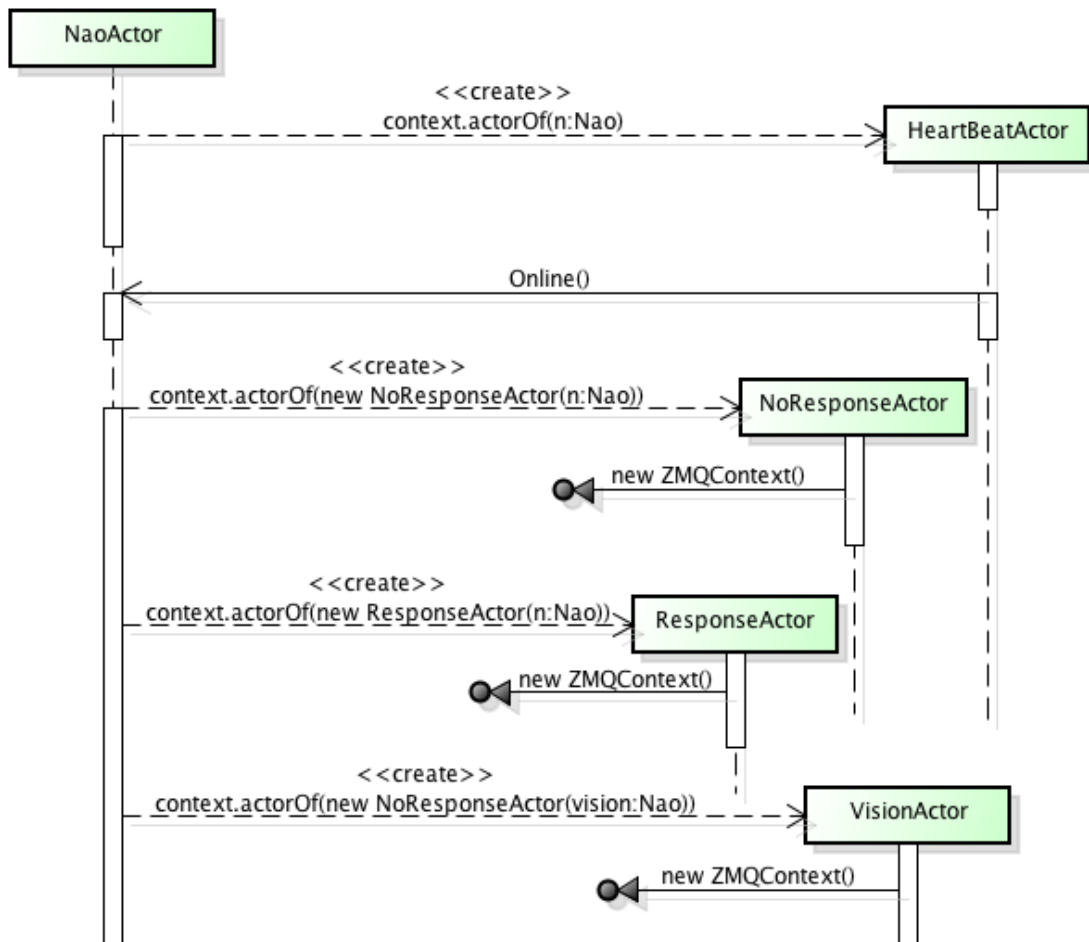 NaoActor
<<create>>
context.actorOf(n:Nao)
HeartBeatActor
Online()
<<create>>
context.actorOf(new NoResponseActor(n:Nao))
NoResponseActor
new ZMQContext()
<<create>>
context.actorOf(new ResponseActor(n:Nao))
ResponseActor
new ZMQContext()
<<create>>
context.actorOf(new NoResponseActor(vision:Nao))
VisionActor
new ZMQContext()